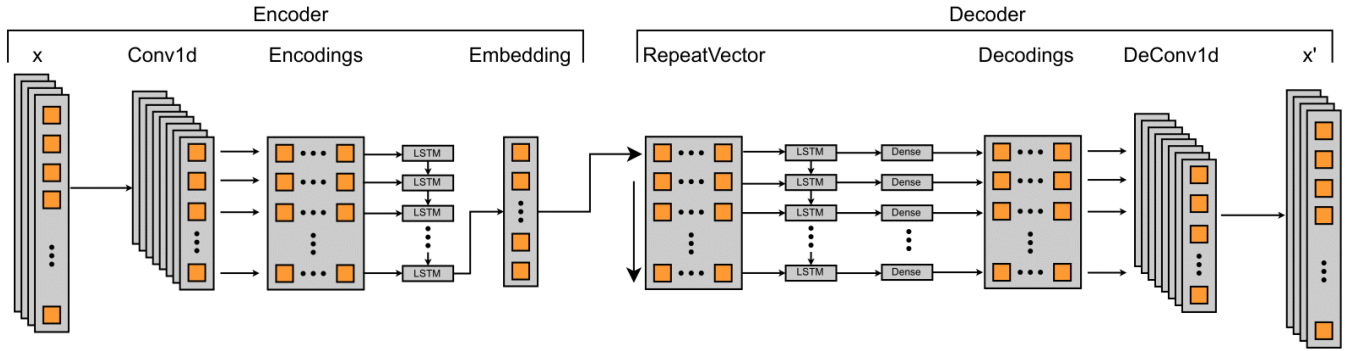 Encoder
Decoder
x
Conv1d
Encodings
Embedding
RepeatVector
Decodings
DeConv1d
x'
LSTM
LSTM
LSTM
LSTM
LSTM
Dense
LSTM
Dense
LSTM
Dense
LSTM
Dense